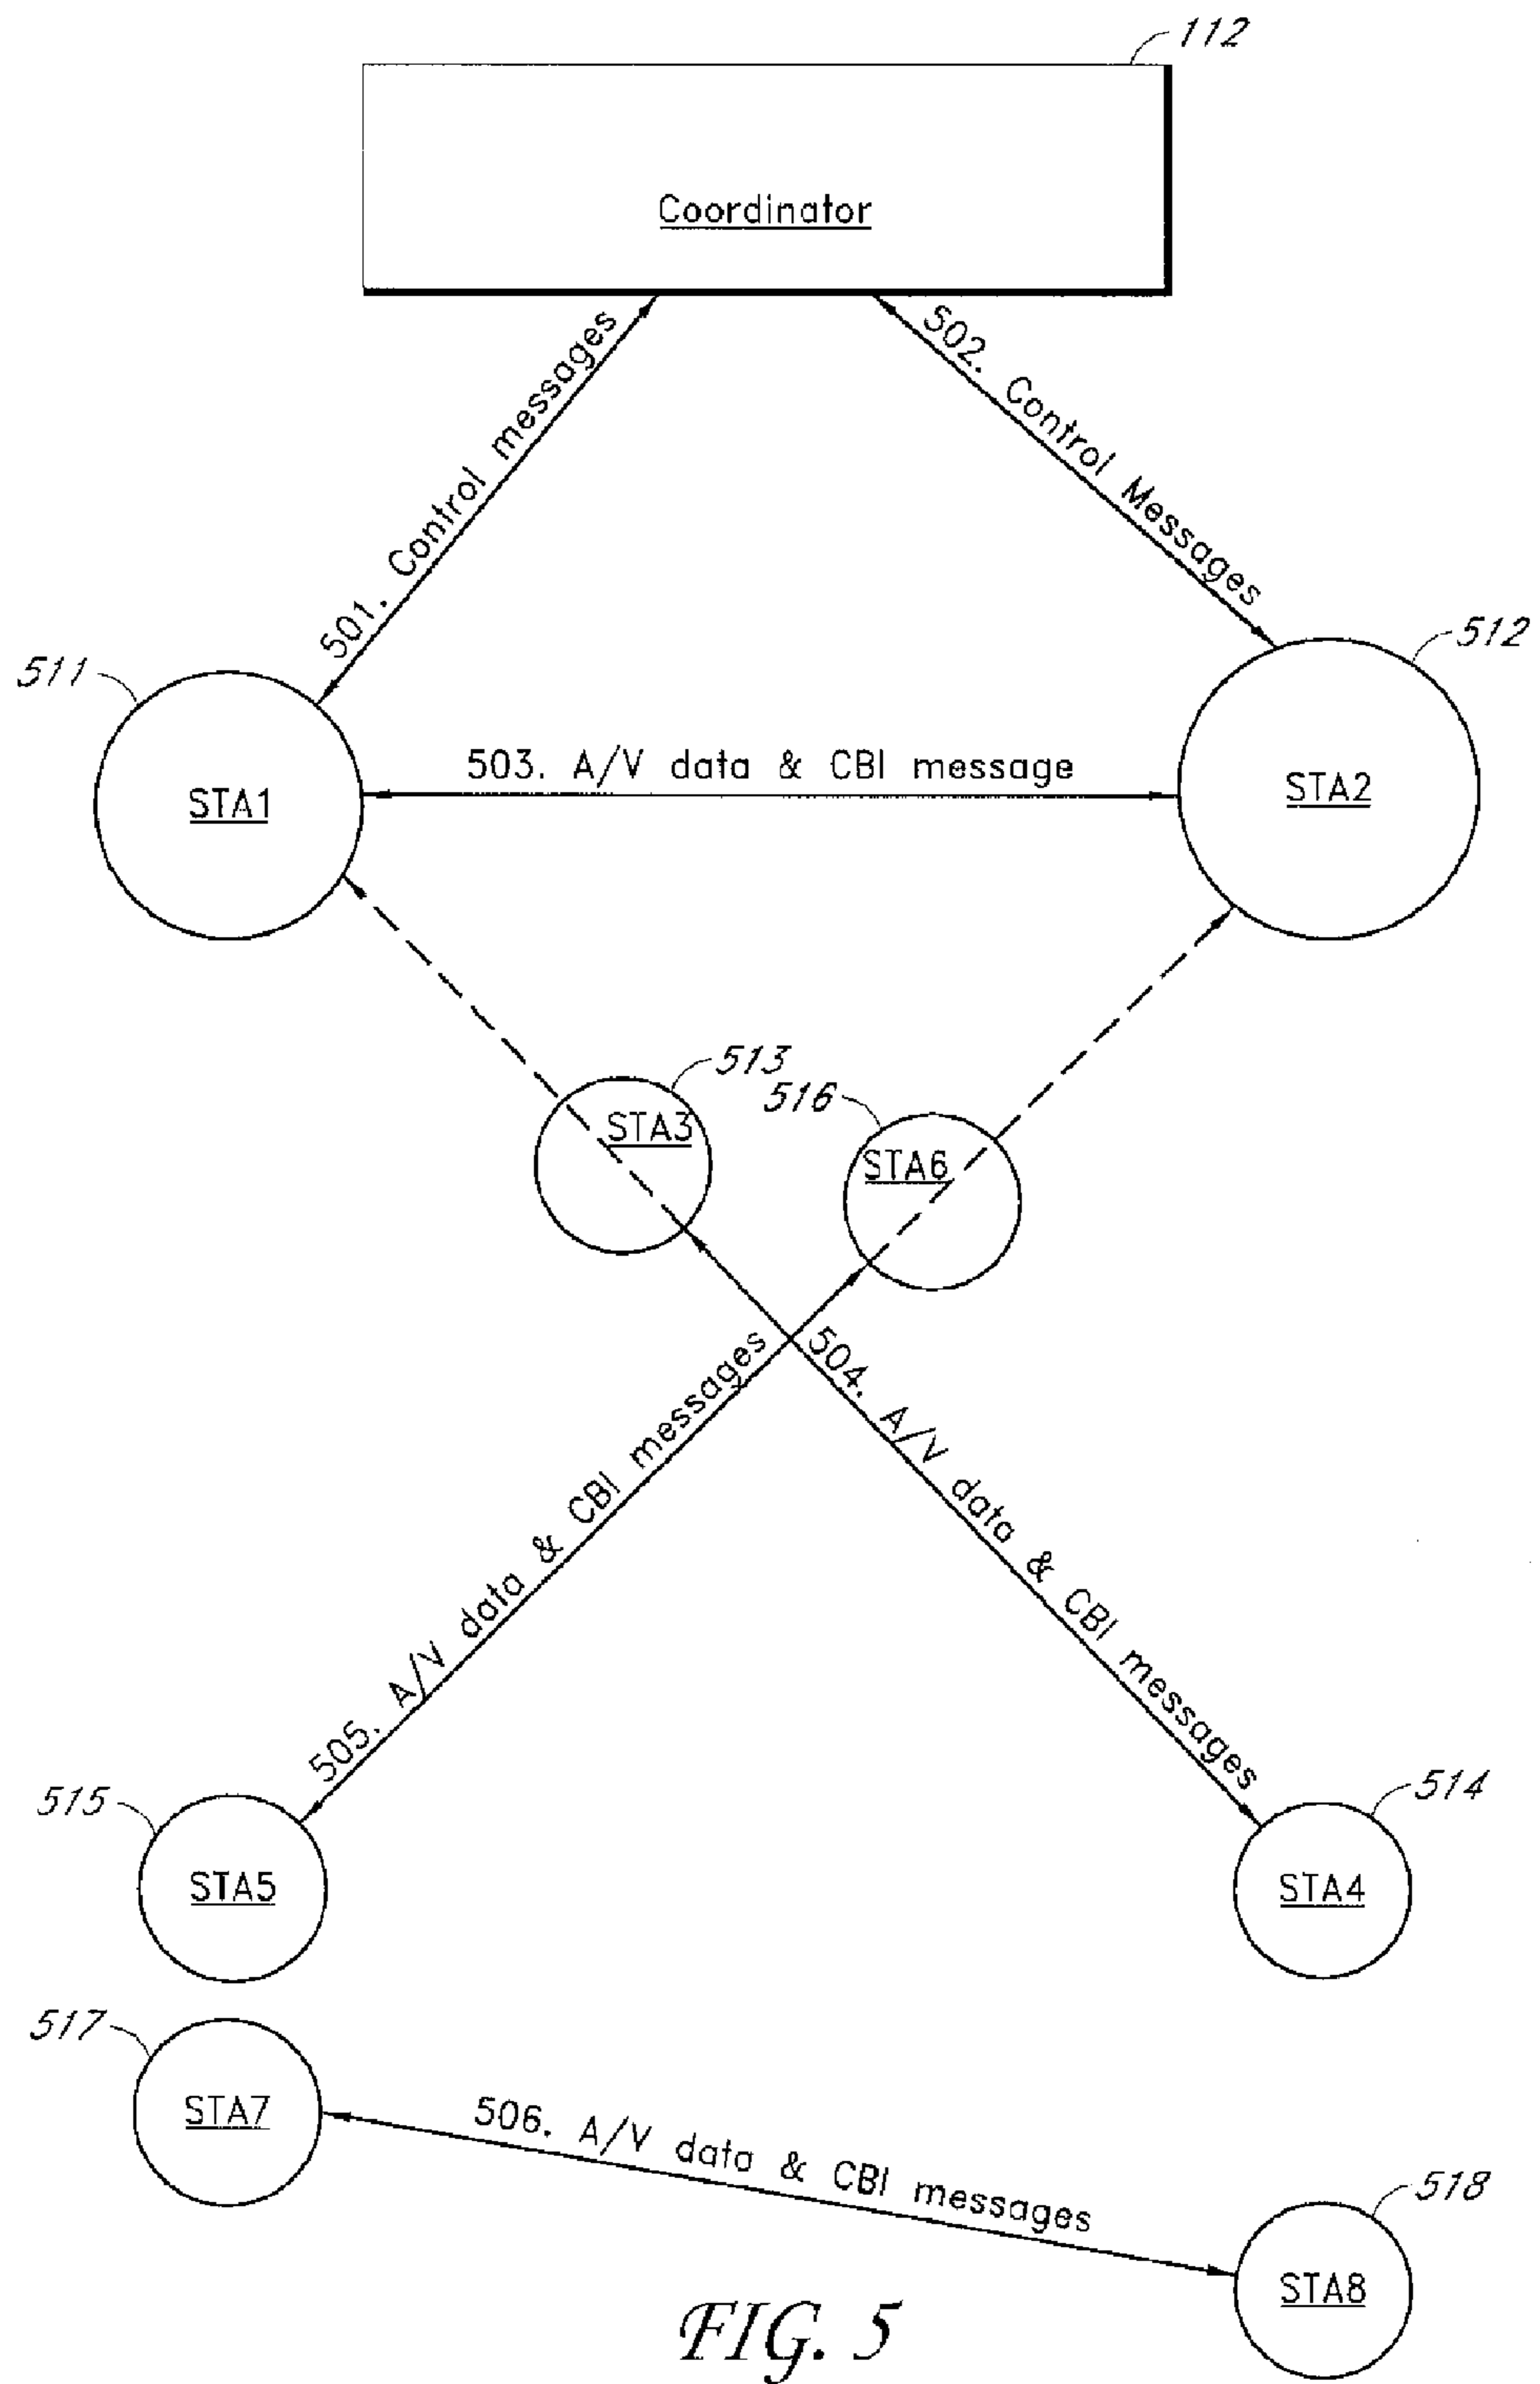 112
Coordinator
501. Control messages
502. Control Messages
511
512
503. A/V data & CBI message
STA1
STA2
513
516
STA3
STA6
505. A/V data & CBI messages
504. A/V data & CBI messages
515
514
STA5
STA4
517
STA7
506. A/V data & CBI messages
518
STA8
FIG. 5